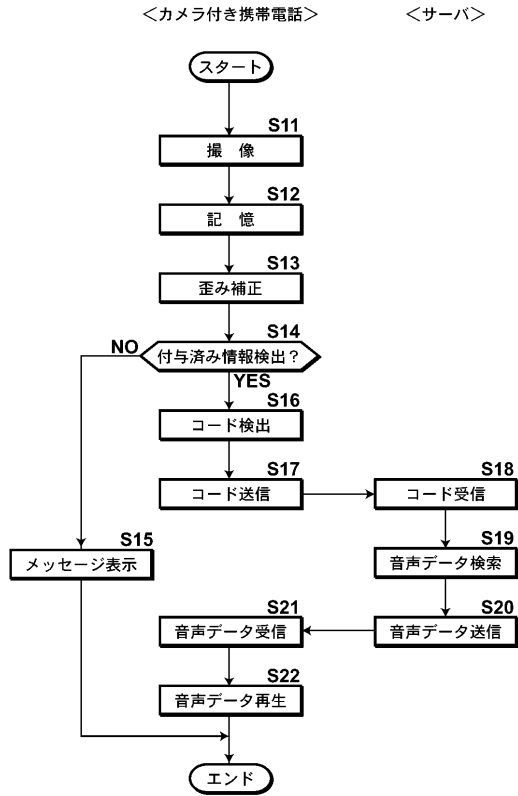 ＜カメラ付き携帯電話＞
＜サーバ＞
スタート
S11
撮　像
S12
記　憶
S13
歪み補正
S14
付与済み情報検出？
NO
YES
S16
コード検出
S17
コード送信
S18
コード受信
S19
音声データ検索
S15
メッセージ表示
S20
音声データ送信
S21
音声データ受信
S22
音声データ再生
エンド